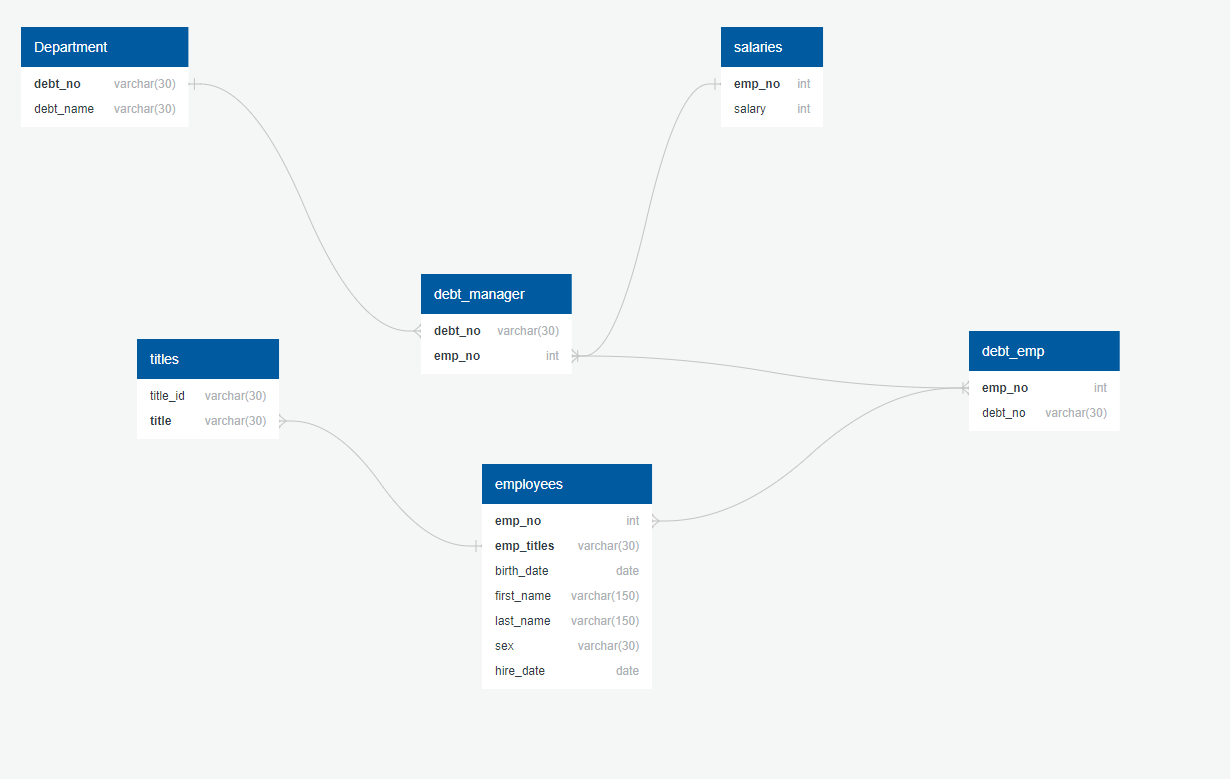 Department
debt_no varchar(30)
debt_name varchar(30)
salaries
emp_no int
salary int
debt_manager
debt_no varchar(30)
emp_no int
titles
title_id varchar(30)
title varchar(30)
debt_emp
emp_no int
debt_no varchar(30)
employees
emp_no int
emp_titles varchar(30)
birth_date date
first_name varchar(150)
last_name varchar(150)
sex varchar(30)
hire_date date